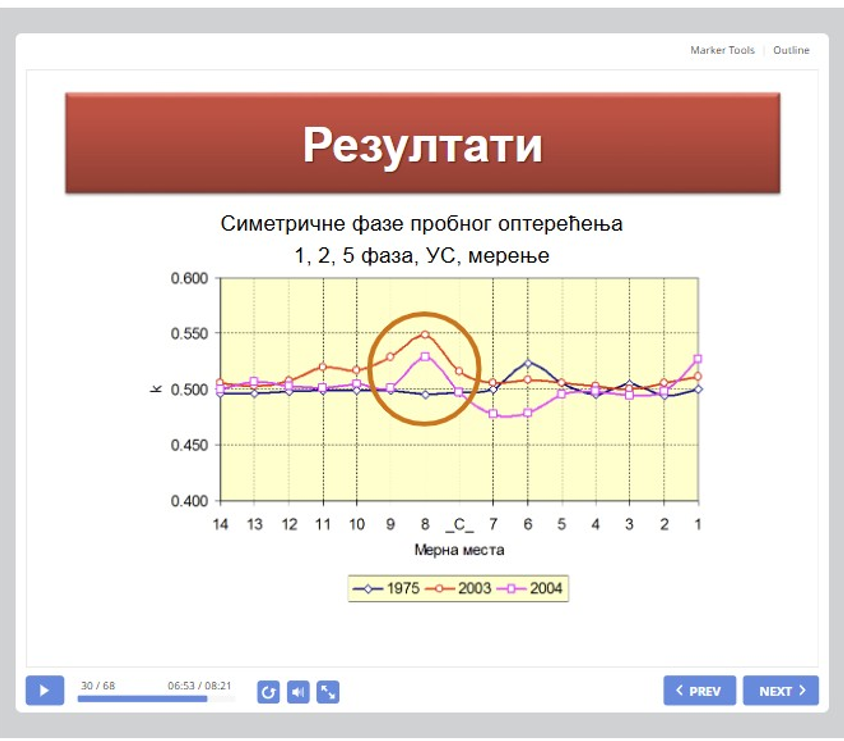 Marker Tools | Outline
Резултати
Симетричне фазе пробног оптерећења
1, 2, 5 фаза, УС, мерење
0.600
0.550
0.500
0.450
0.400
k
14 13 12 11 10 9 8 _C_ 7 6 5 4 3 2 1
Мерна места
1975 2003 2004
30 / 68 06:53 / 08:21
PREV NEXT